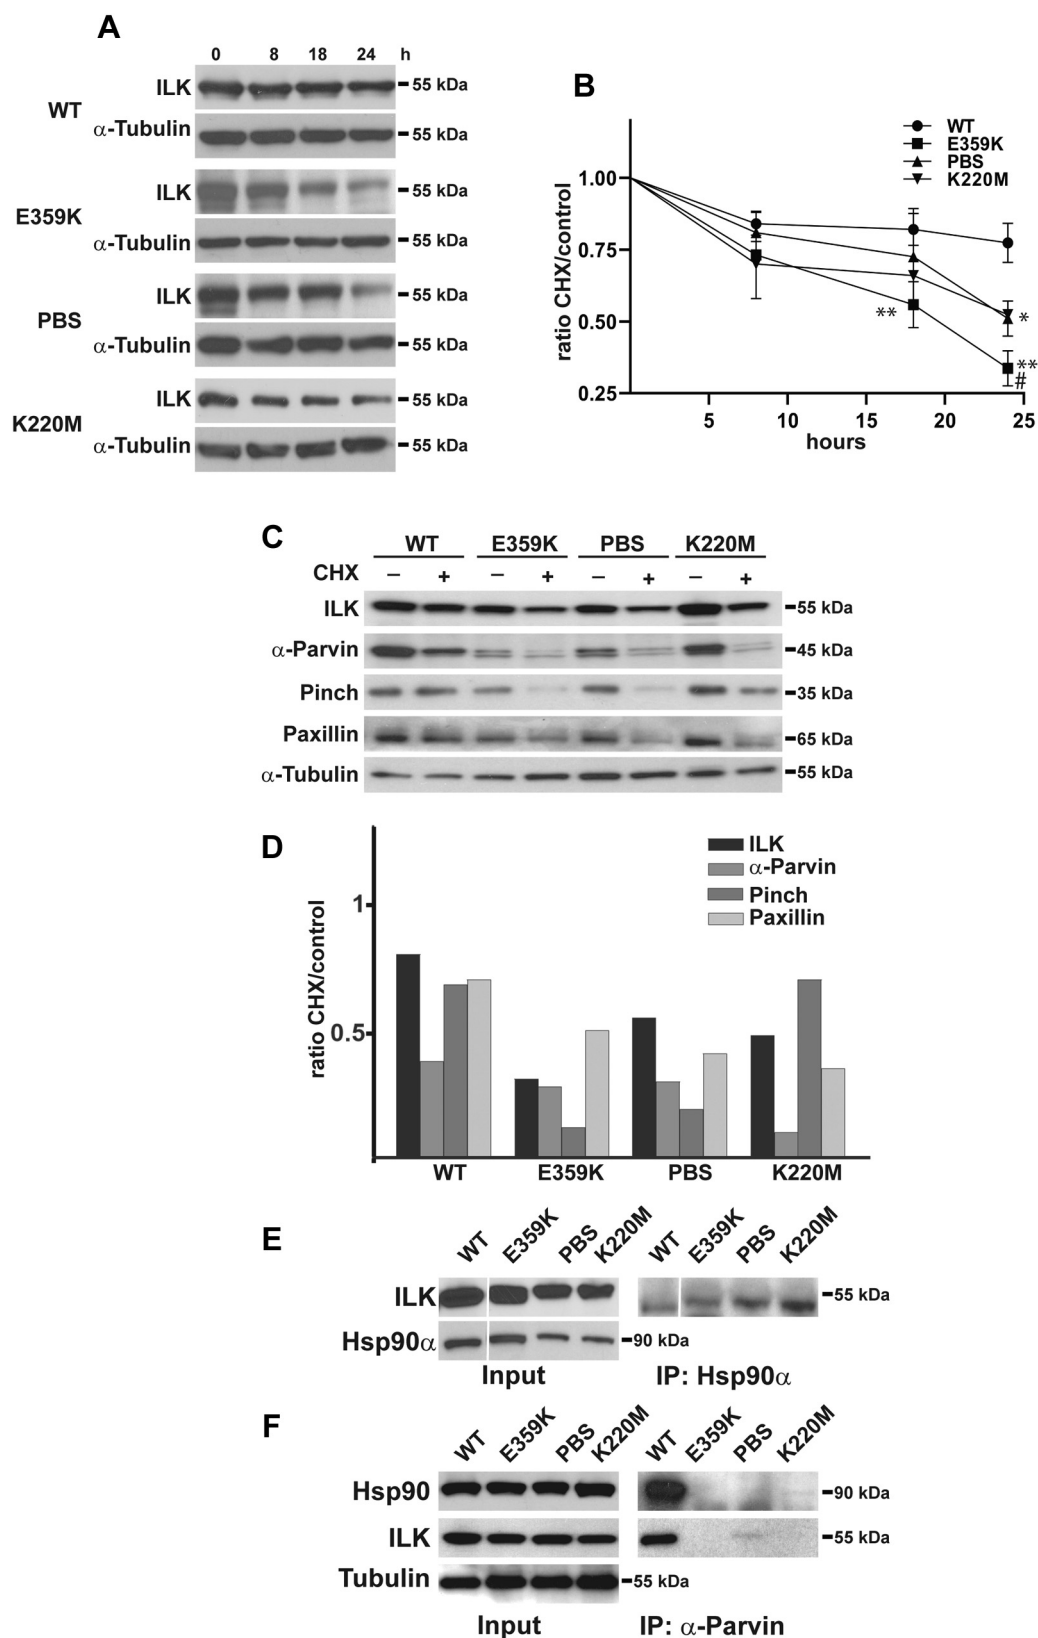 A
0 8 18 24 h
WT
ILK
55 kDa
α-Tubulin
55 kDa
E359K
ILK
55 kDa
α-Tubulin
55 kDa
PBS
ILK
55 kDa
α-Tubulin
55 kDa
K220M
ILK
55 kDa
α-Tubulin
55 kDa
B
WT
E359K
PBS
K220M
ratio CHX/control
1.00
0.75
0.50
0.25
** * ** #
5 10 15 20 25
hours
C
WT E359K PBS K220M
CHX – + – + – + – +
ILK 55 kDa
α-Parvin 45 kDa
Pinch 35 kDa
Paxillin 65 kDa
α-Tubulin 55 kDa
D
ILK
α-Parvin
Pinch
Paxillin
ratio CHX/control
1
0.5
WT E359K PBS K220M
E
WT E359K PBS K220M WT E359K PBS K220M
ILK 55 kDa
Hsp90α 90 kDa
Input IP: Hsp90α
F
WT E359K PBS K220M WT E359K PBS K220M
Hsp90 90 kDa
ILK 55 kDa
Tubulin 55 kDa
Input IP: α-Parvin